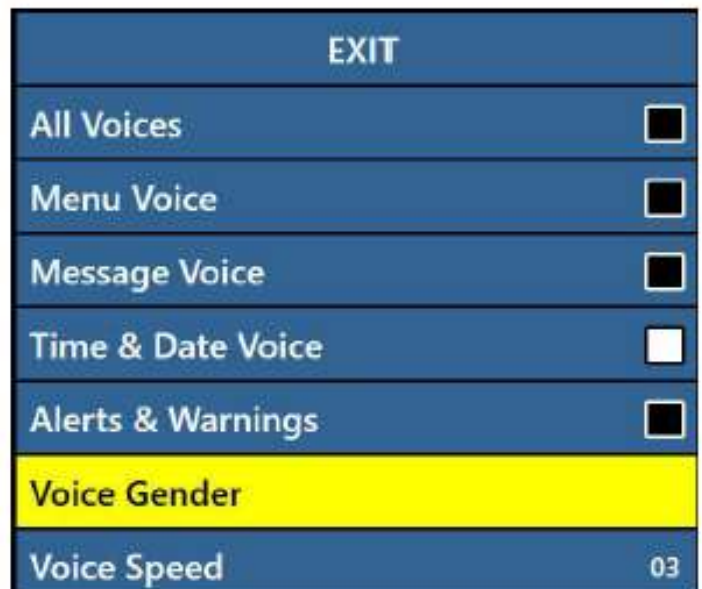 EXIT
All Voices
Menu Voice
Message Voice
Time & Date Voice
Alerts & Warnings
Voice Gender
Voice Speed 03